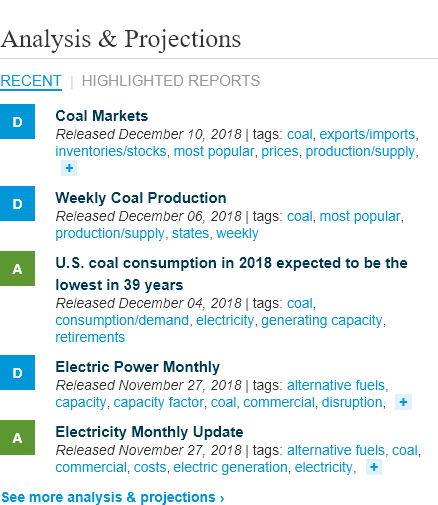 Analysis & Projections
RECENT | HIGHLIGHTED REPORTS
D Coal Markets
Released December 10, 2018 | tags: coal, exports/imports,
inventories/stocks, most popular, prices, production/supply,
+
D Weekly Coal Production
Released December 06, 2018 | tags: coal, most popular,
production/supply, states, weekly
A U.S. coal consumption in 2018 expected to be the
lowest in 39 years
Released December 04, 2018 | tags: coal,
consumption/demand, electricity, generating capacity,
retirements
D Electric Power Monthly
Released November 27, 2018 | tags: alternative fuels,
capacity, capacity factor, coal, commercial, disruption, +
A Electricity Monthly Update
Released November 27, 2018 | tags: alternative fuels, coal,
commercial, costs, electric generation, electricity, +
See more analysis & projections ›